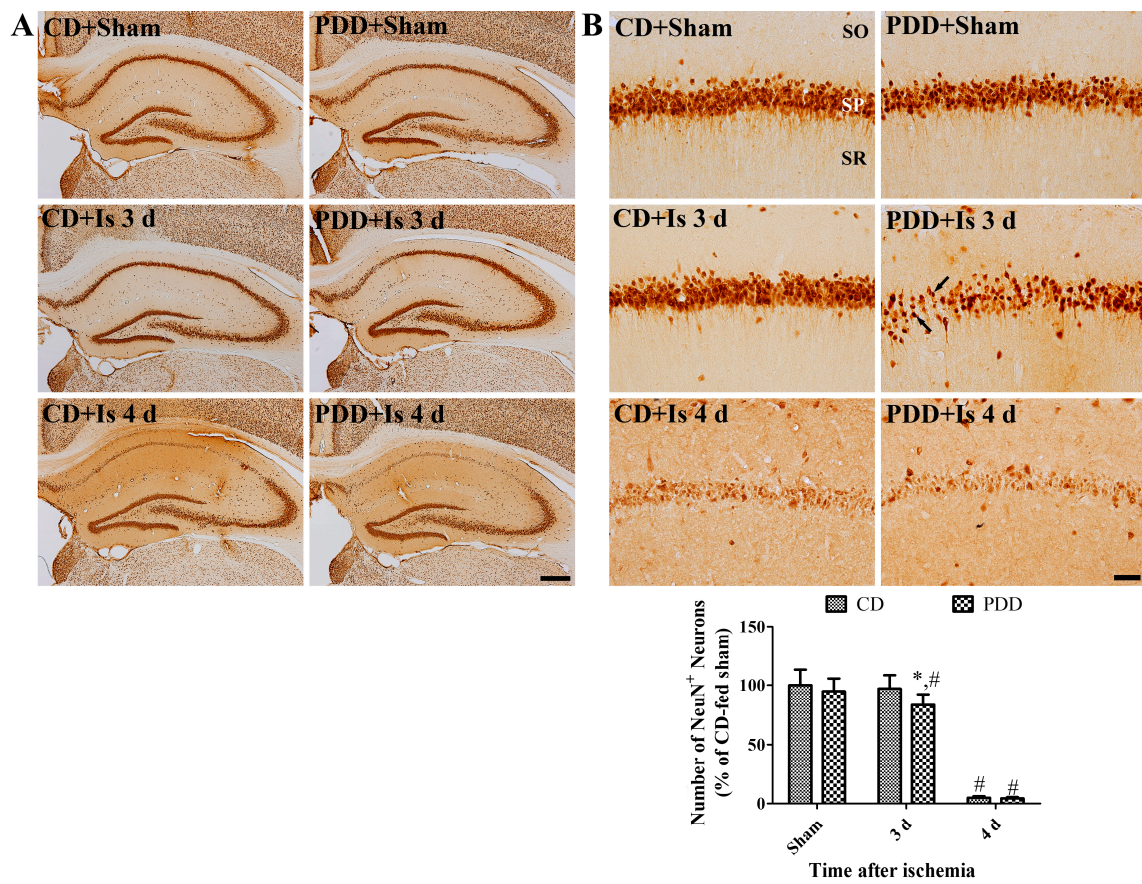 A
CD+Sham
PDD+Sham
CD+Is 3 d
PDD+Is 3 d
CD+Is 4 d
PDD+Is 4 d
B
CD+Sham
SO
SP
SR
PDD+Sham
CD+Is 3 d
PDD+Is 3 d
CD+Is 4 d
PDD+Is 4 d
CD
PDD
Number of NeuN+ Neurons
(% of CD-fed sham)
150
100
50
0
*,#
#
#
Sham
3 d
4 d
Time after ischemia